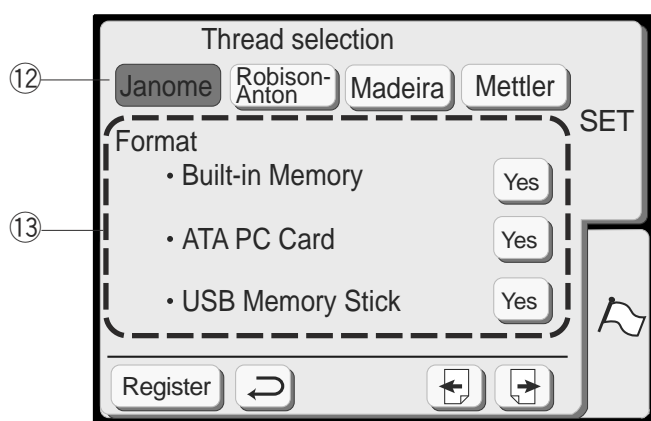 Thread selection
⑫ Janome Robison-Anton Madeira Mettler
SET
⑬ Format
• Built-in Memory Yes
• ATA PC Card Yes
• USB Memory Stick Yes
Register